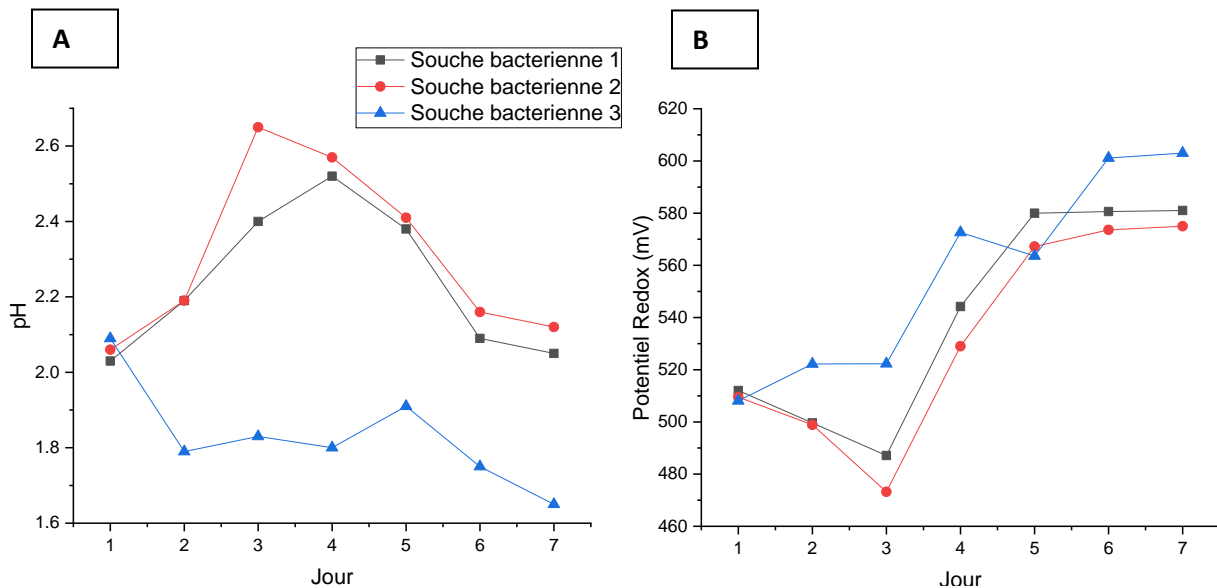 A
Souche bacterienne 1
Souche bacterienne 2
Souche bacterienne 3
2.6
2.4
2.2
2.0
1.8
1.6
pH
1 2 3 4 5 6 7
Jour
B
620
600
580
560
540
520
500
480
460
Potentiel Redox (mV)
1 2 3 4 5 6 7
Jour